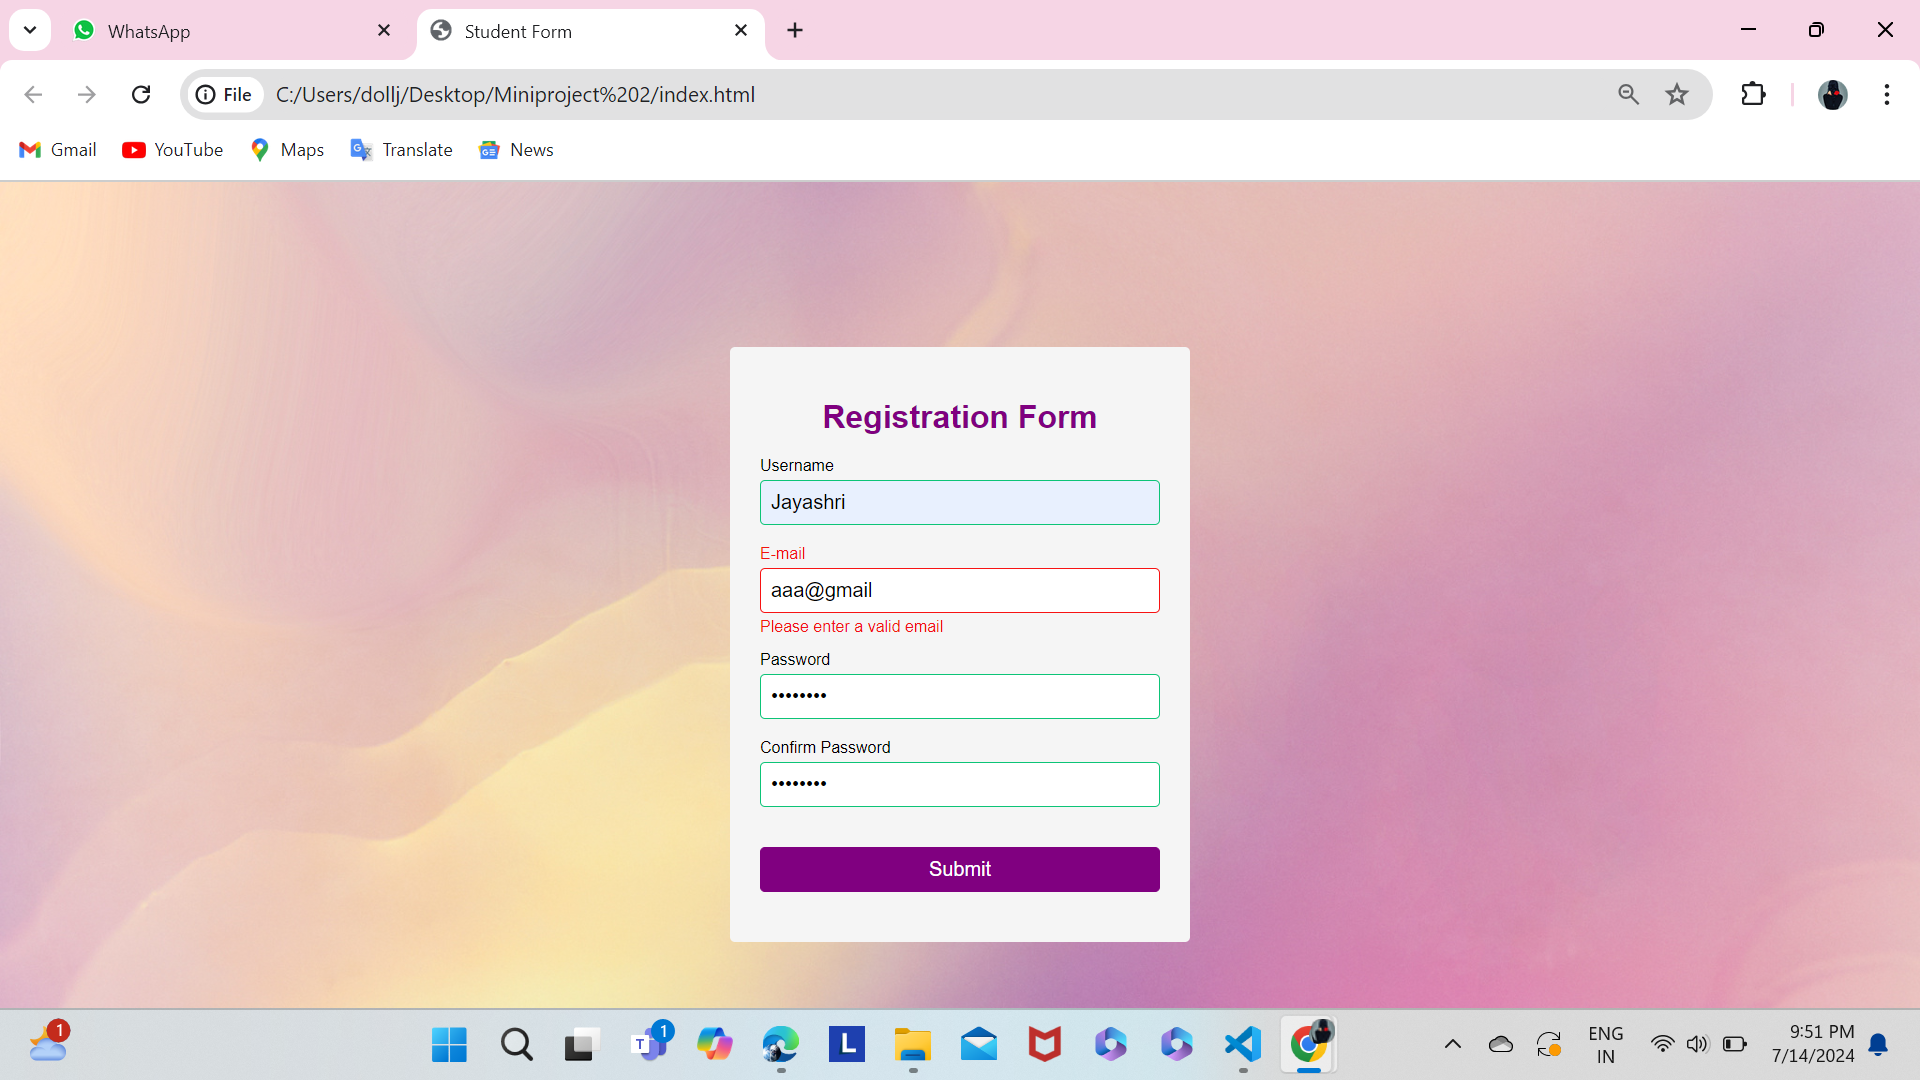 WhatsApp
Student Form
File
C:/Users/dollj/Desktop/Miniproject%202/index.html
Gmail
YouTube
Maps
Translate
News
Registration Form
Username
Jayashri
E-mail
aaa@gmail
Please enter a valid email
Password
••••••••
Confirm Password
••••••••
Submit
1
T
1
L
ENG
IN
9:51 PM
7/14/2024